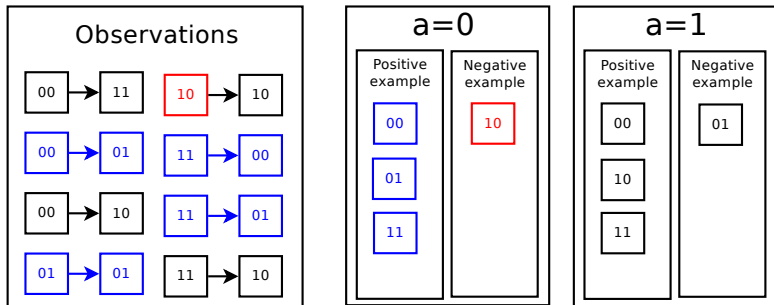 Observations
00 11 10 10
00 01 11 00
00 10 11 01
01 01 11 10
a=0
Positive example
Negative example
00 10
01
11
a=1
Positive example
Negative example
00 01
10
11